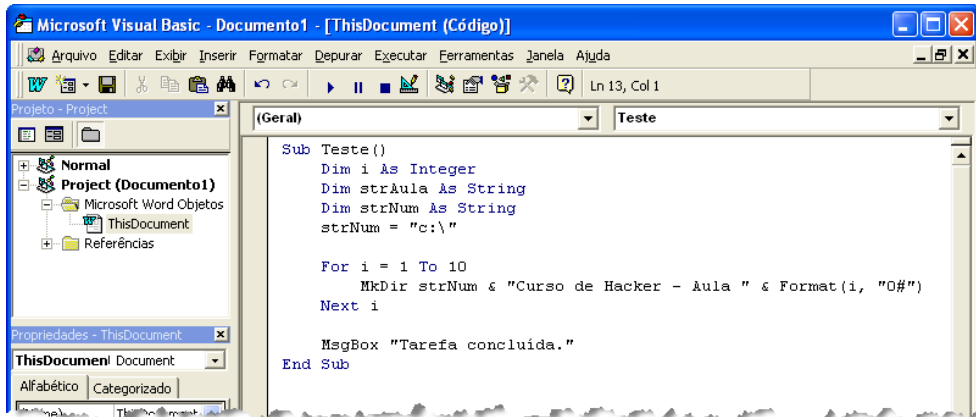 Microsoft Visual Basic - Documento1 - [ThisDocument (Código)]
Arquivo Editar Exibir Inserir Formatar Depurar Executar Ferramentas Janela Ajuda
Ln 13, Col 1
Projeto - Project
(Geral) Teste
Normal
Project (Documento1)
Microsoft Word Objetos
ThisDocument
Referências
Sub Teste()
Dim i As Integer
Dim strAula As String
Dim strNum As String
strNum = "c:\"
For i = 1 To 10
MkDir strNum & "Curso de Hacker - Aula " & Format(i, "0#")
Next i
MsgBox "Tarefa concluída."
End Sub
Propriedades - ThisDocument
ThisDocument Document
Alfabético Categorizado